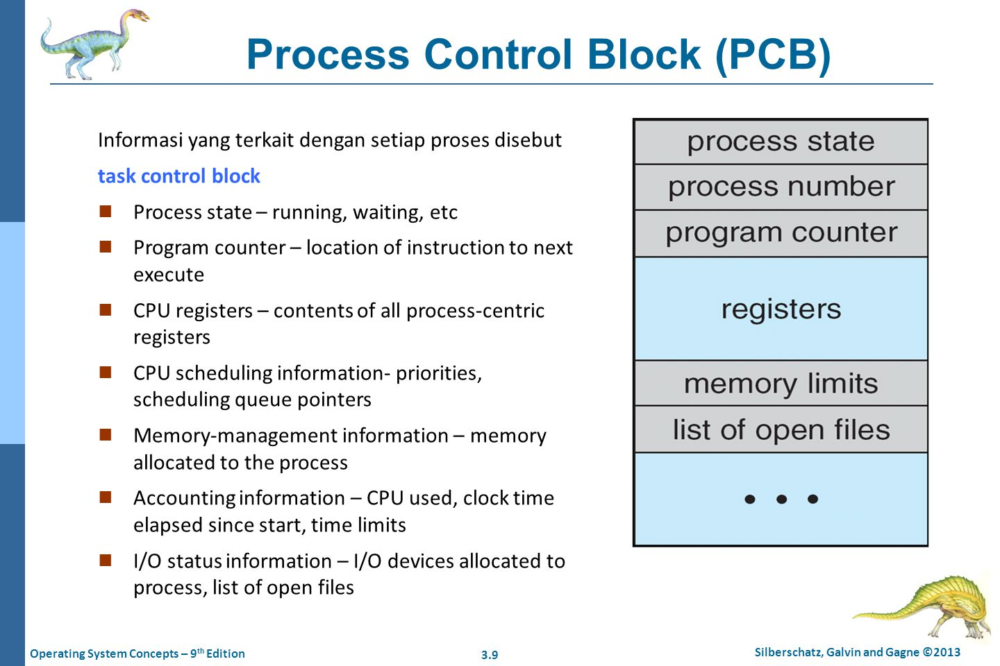 Process Control Block (PCB)
Informasi yang terkait dengan setiap proses disebut
task control block
Process state – running, waiting, etc
Program counter – location of instruction to next
execute
CPU registers – contents of all process-centric
registers
CPU scheduling information- priorities,
scheduling queue pointers
Memory-management information – memory
allocated to the process
Accounting information – CPU used, clock time
elapsed since start, time limits
I/O status information – I/O devices allocated to
process, list of open files
process state
process number
program counter
registers
memory limits
list of open files
• • •
Operating System Concepts – 9th Edition
3.9
Silberschatz, Galvin and Gagne ©2013